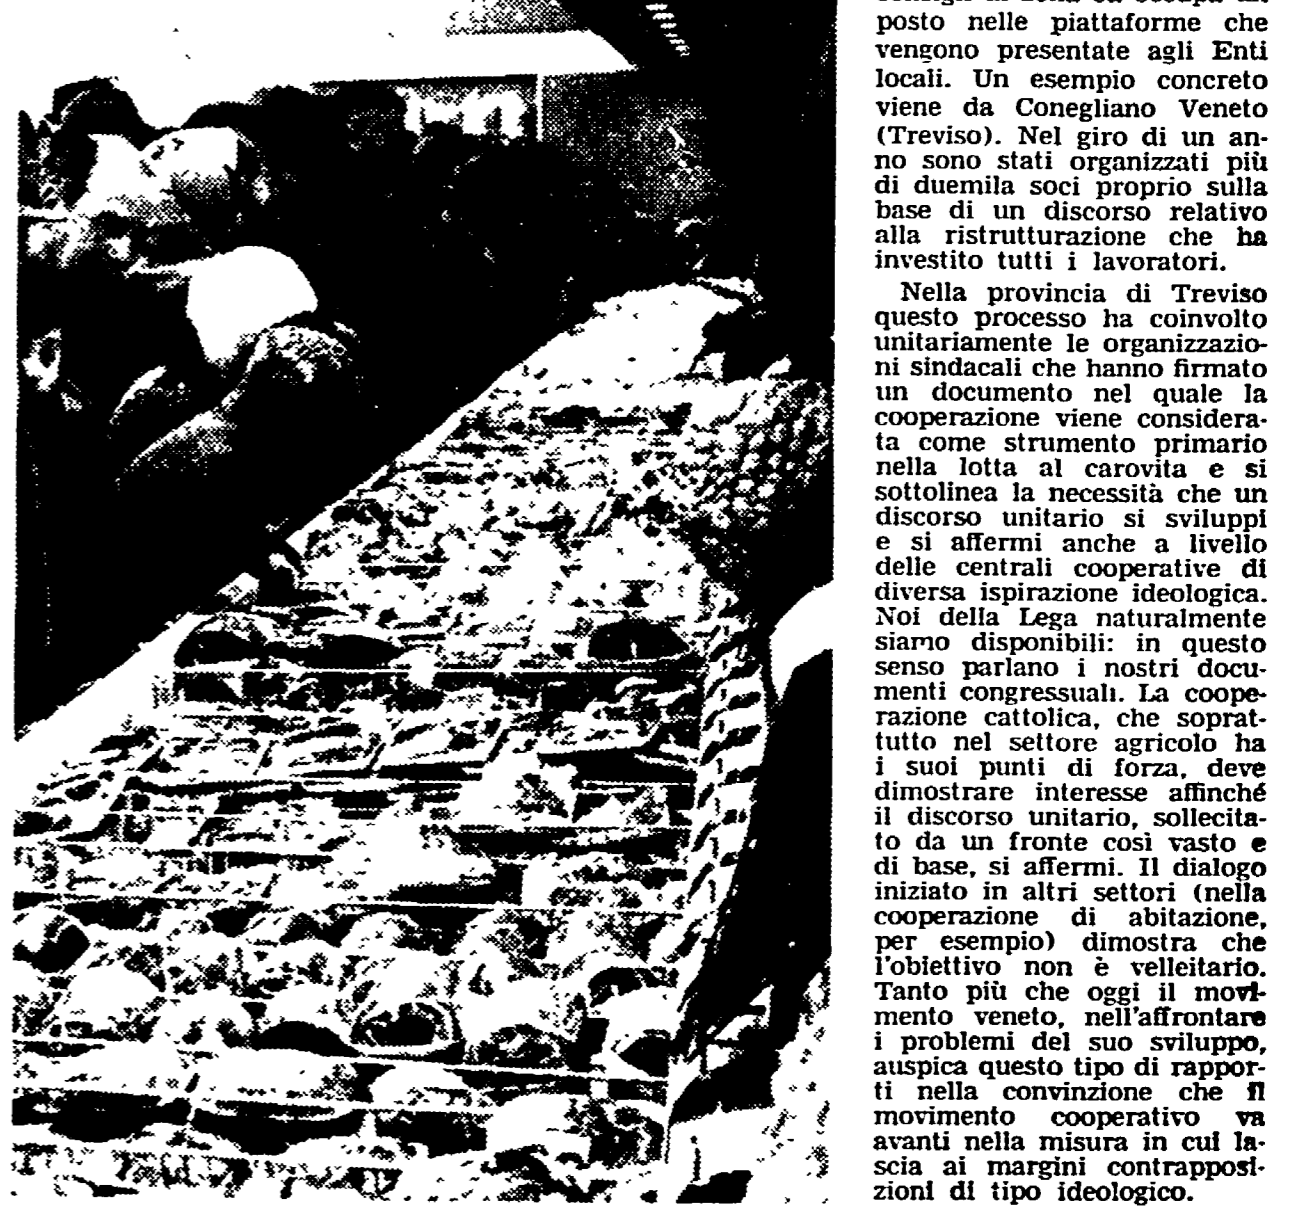 posto nelle piattaforme che
vengono presentate agli Enti
locali. Un esempio concreto
viene da Conegliano Veneto
(Treviso). Nel giro di un an-
no sono stati organizzati più
di duemila soci proprio sulla
base di un discorso relativo
alla ristrutturazione che ha
investito tutti i lavoratori.
Nella provincia di Treviso
questo processo ha coinvolto
unitariamente le organizzazio-
ni sindacali che hanno firmato
un documento nel quale la
cooperazione viene considera-
ta come strumento primario
nella lotta al carovita e si
sottolinea la necessità che un
discorso unitario si sviluppi
e si affermi anche a livello
delle centrali cooperative di
diversa ispirazione ideologica.
Noi della Lega naturalmente
siamo disponibili: in questo
senso parlano i nostri docu-
menti congressuali. La coope-
razione cattolica, che soprat-
tutto nel settore agricolo ha
i suoi punti di forza, deve
dimostrare interesse affinché
il discorso unitario, sollecita-
to da un fronte così vasto e
di base, si affermi. Il dialogo
iniziato in altri settori (nella
cooperazione di abitazione,
per esempio) dimostra che
l'obiettivo non è velleitario.
Tanto più che oggi il movi-
mento veneto, nell'affrontare
i problemi del suo sviluppo,
auspica questo tipo di rappor-
ti nella convinzione che il
movimento cooperativo va
avanti nella misura in cui la-
scia ai margini contrapposi-
zioni di tipo ideologico.